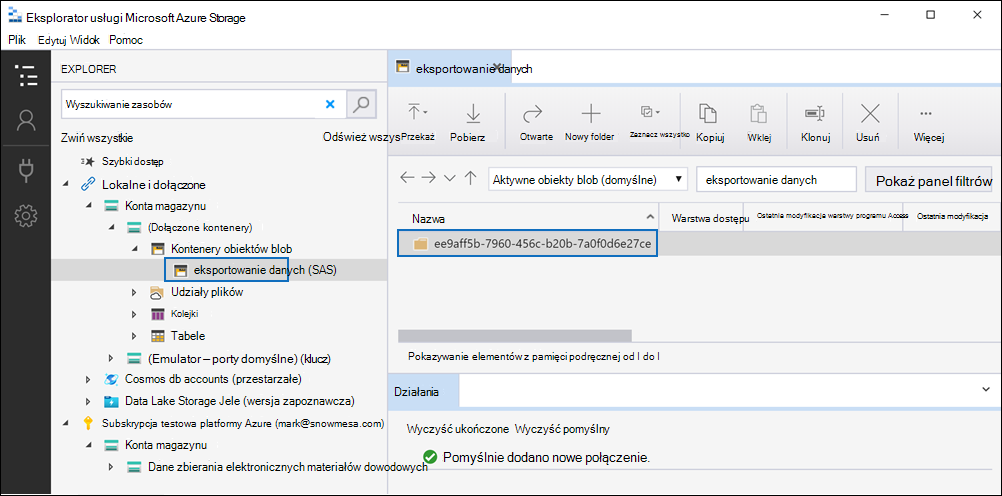 Eksplorator usługi Microsoft Azure Storage
Plik Edytuj Widok Pomoc
EXPLORER
Wyszukiwanie zasobów
Zwiń wszystkie Odśwież wszys
Szybki dostęp
Lokalne i dołączone
Konta magazynu
(Dołączone kontenery)
Kontenery obiektów blob
eksportowanie danych (SAS)
Udziały plików
Kolejki
Tabele
(Emulator – porty domyślne) (klucz)
Cosmos db accounts (przestarzałe)
Data Lake Storage Jele (wersja zapoznawcza)
Subskrypcja testowa platformy Azure (mark@snowmesa.com)
Konta magazynu
Dane zbierania elektronicznych materiałów dowodowych
eksportowanie danych
Przekaż Pobierz Otwarte Nowy folder Zaznacz wszystko Kopiuj Wklej Klonuj Usuń Więcej
Aktywne obiekty blob (domyślne) eksportowanie danych Pokaż panel filtrów
Nazwa Warstwa dostępu Ostatnia modyfikacja warstwy programu Access Ostatnia modyfikacja
ee9aff5b-7960-456c-b20b-7a0f0d6e27ce
Pokazywanie elementów z pamięci podręcznej od I do I
Działania
Wyczyść ukończone Wyczyść pomyślny
Pomyślnie dodano nowe połączenie.